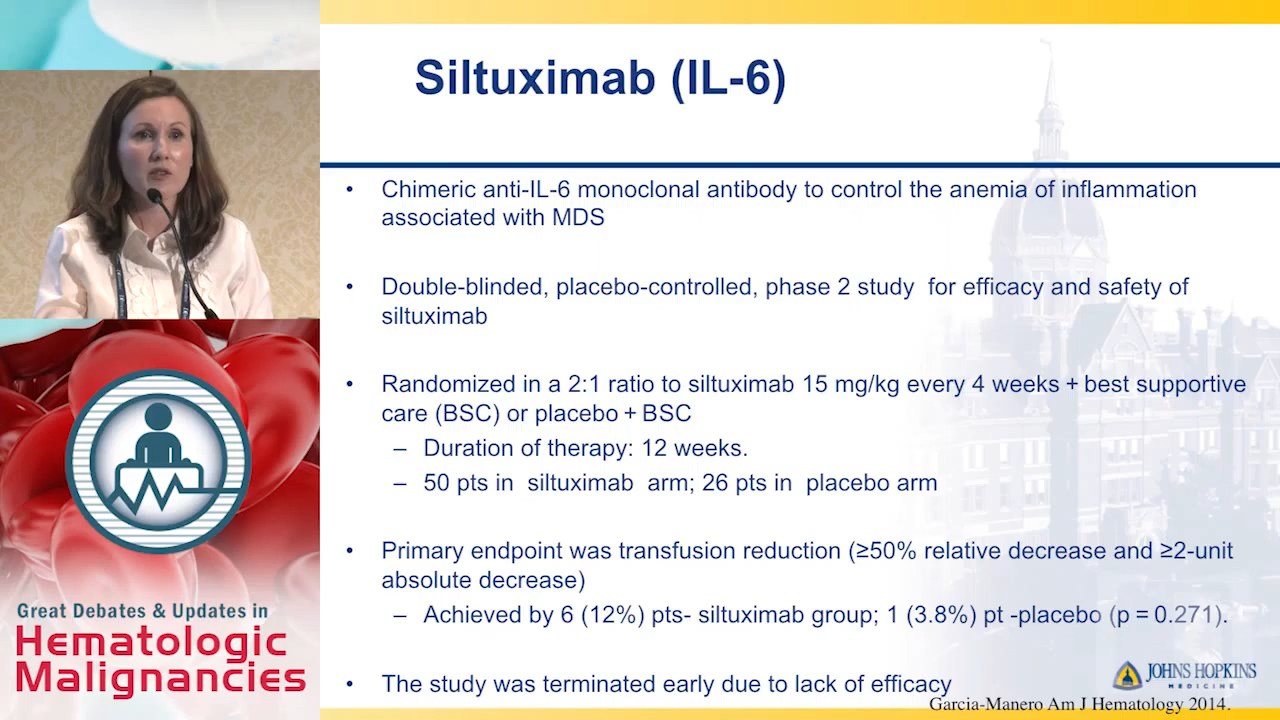 Siltuximab (IL-6)
• Chimeric anti-IL-6 monoclonal antibody to control the anemia of inflammation
associated with MDS
• Double-blinded, placebo-controlled, phase 2 study for efficacy and safety of
siltuximab
• Randomized in a 2:1 ratio to siltuximab 15 mg/kg every 4 weeks + best supportive
care (BSC) or placebo + BSC
– Duration of therapy: 12 weeks.
– 50 pts in siltuximab arm; 26 pts in placebo arm
• Primary endpoint was transfusion reduction (≥50% relative decrease and ≥2-unit
absolute decrease)
– Achieved by 6 (12%) pts- siltuximab group; 1 (3.8%) pt -placebo (p = 0.271).
• The study was terminated early due to lack of efficacy
Garcia-Manero Am J Hematology 2014.
JOHNS HOPKINS
MEDICINE
Great Debates & Updates in
Hematologic
Malignancies